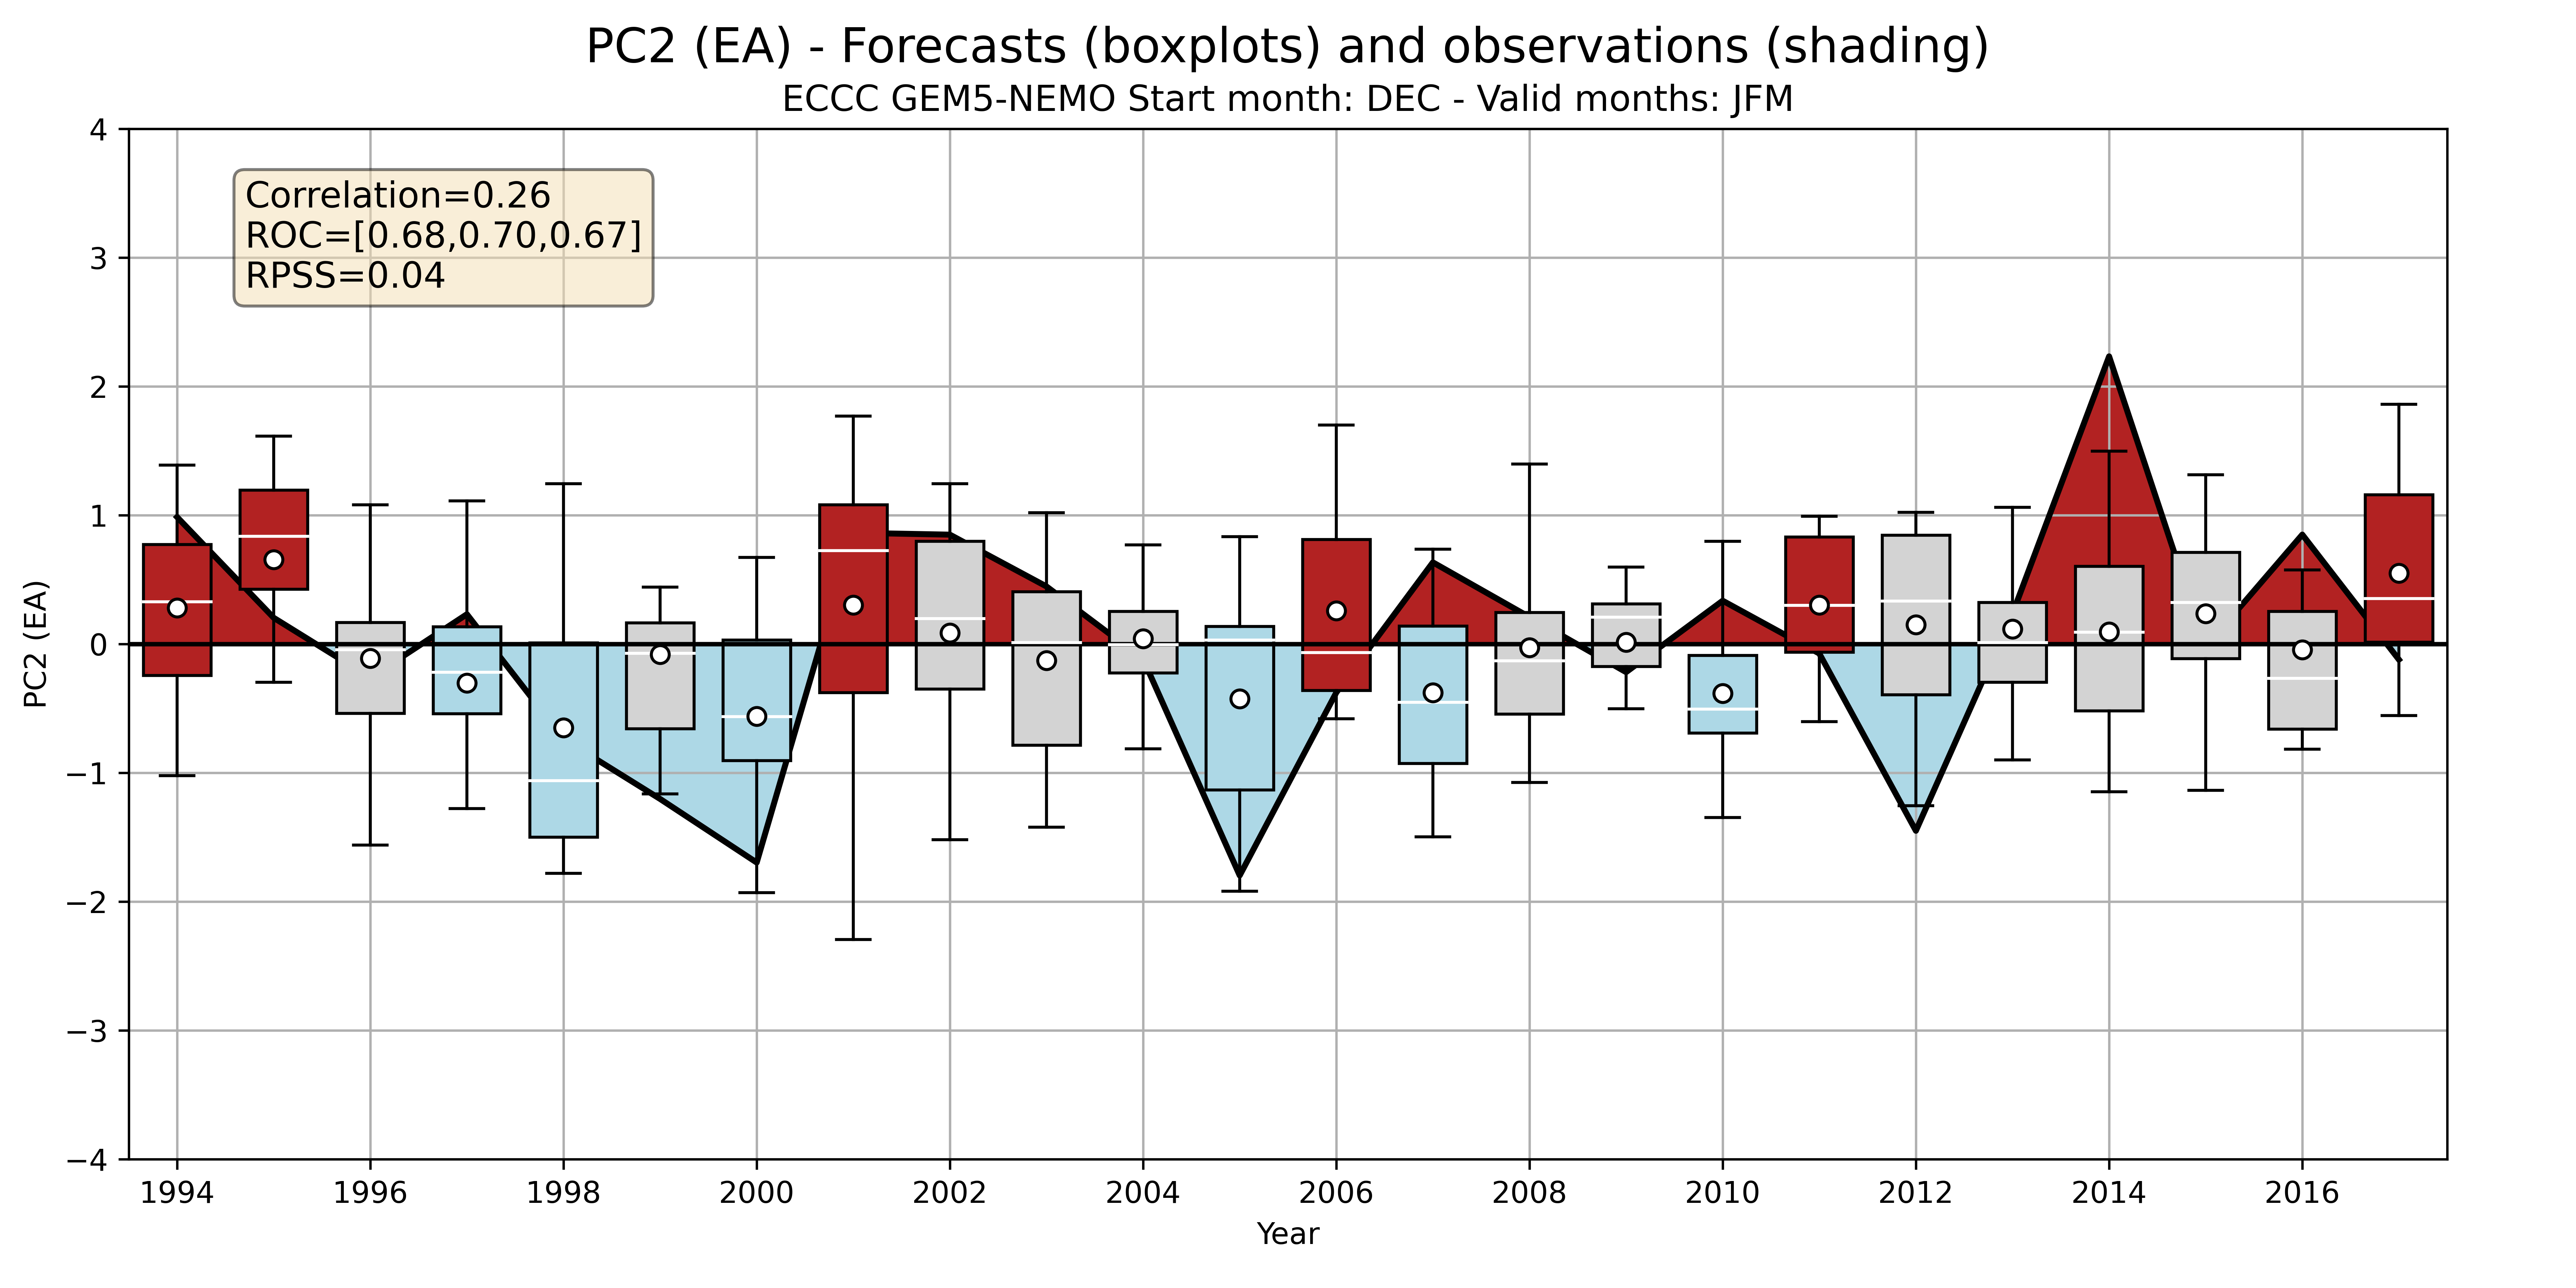 PC2 (EA) - Forecasts (boxplots) and observations (shading)
ECCC GEM5-NEMO Start month: DEC - Valid months: JFM
Correlation=0.26
ROC=[0.68,0.70,0.67]
RPSS=0.04
PC2 (EA)
4
3
2
1
0
−1
−2
−3
−4
1994 1996 1998 2000 2002 2004 2006 2008 2010 2012 2014 2016
Year